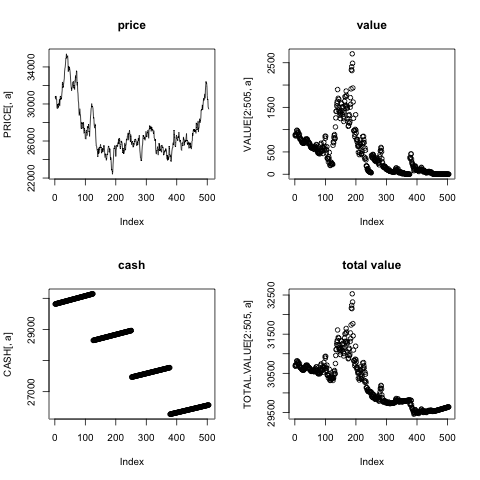 price
PRICE[, a]
22000 26000 30000 34000
0 100 200 300 400 500
Index
value
VALUE[2:505, a]
0 500 1500 2500
0 100 200 300 400 500
Index
cash
CASH[, a]
27000 29000
0 100 200 300 400 500
Index
total value
TOTAL.VALUE[2:505, a]
29500 30500 31500 32500
0 100 200 300 400 500
Index